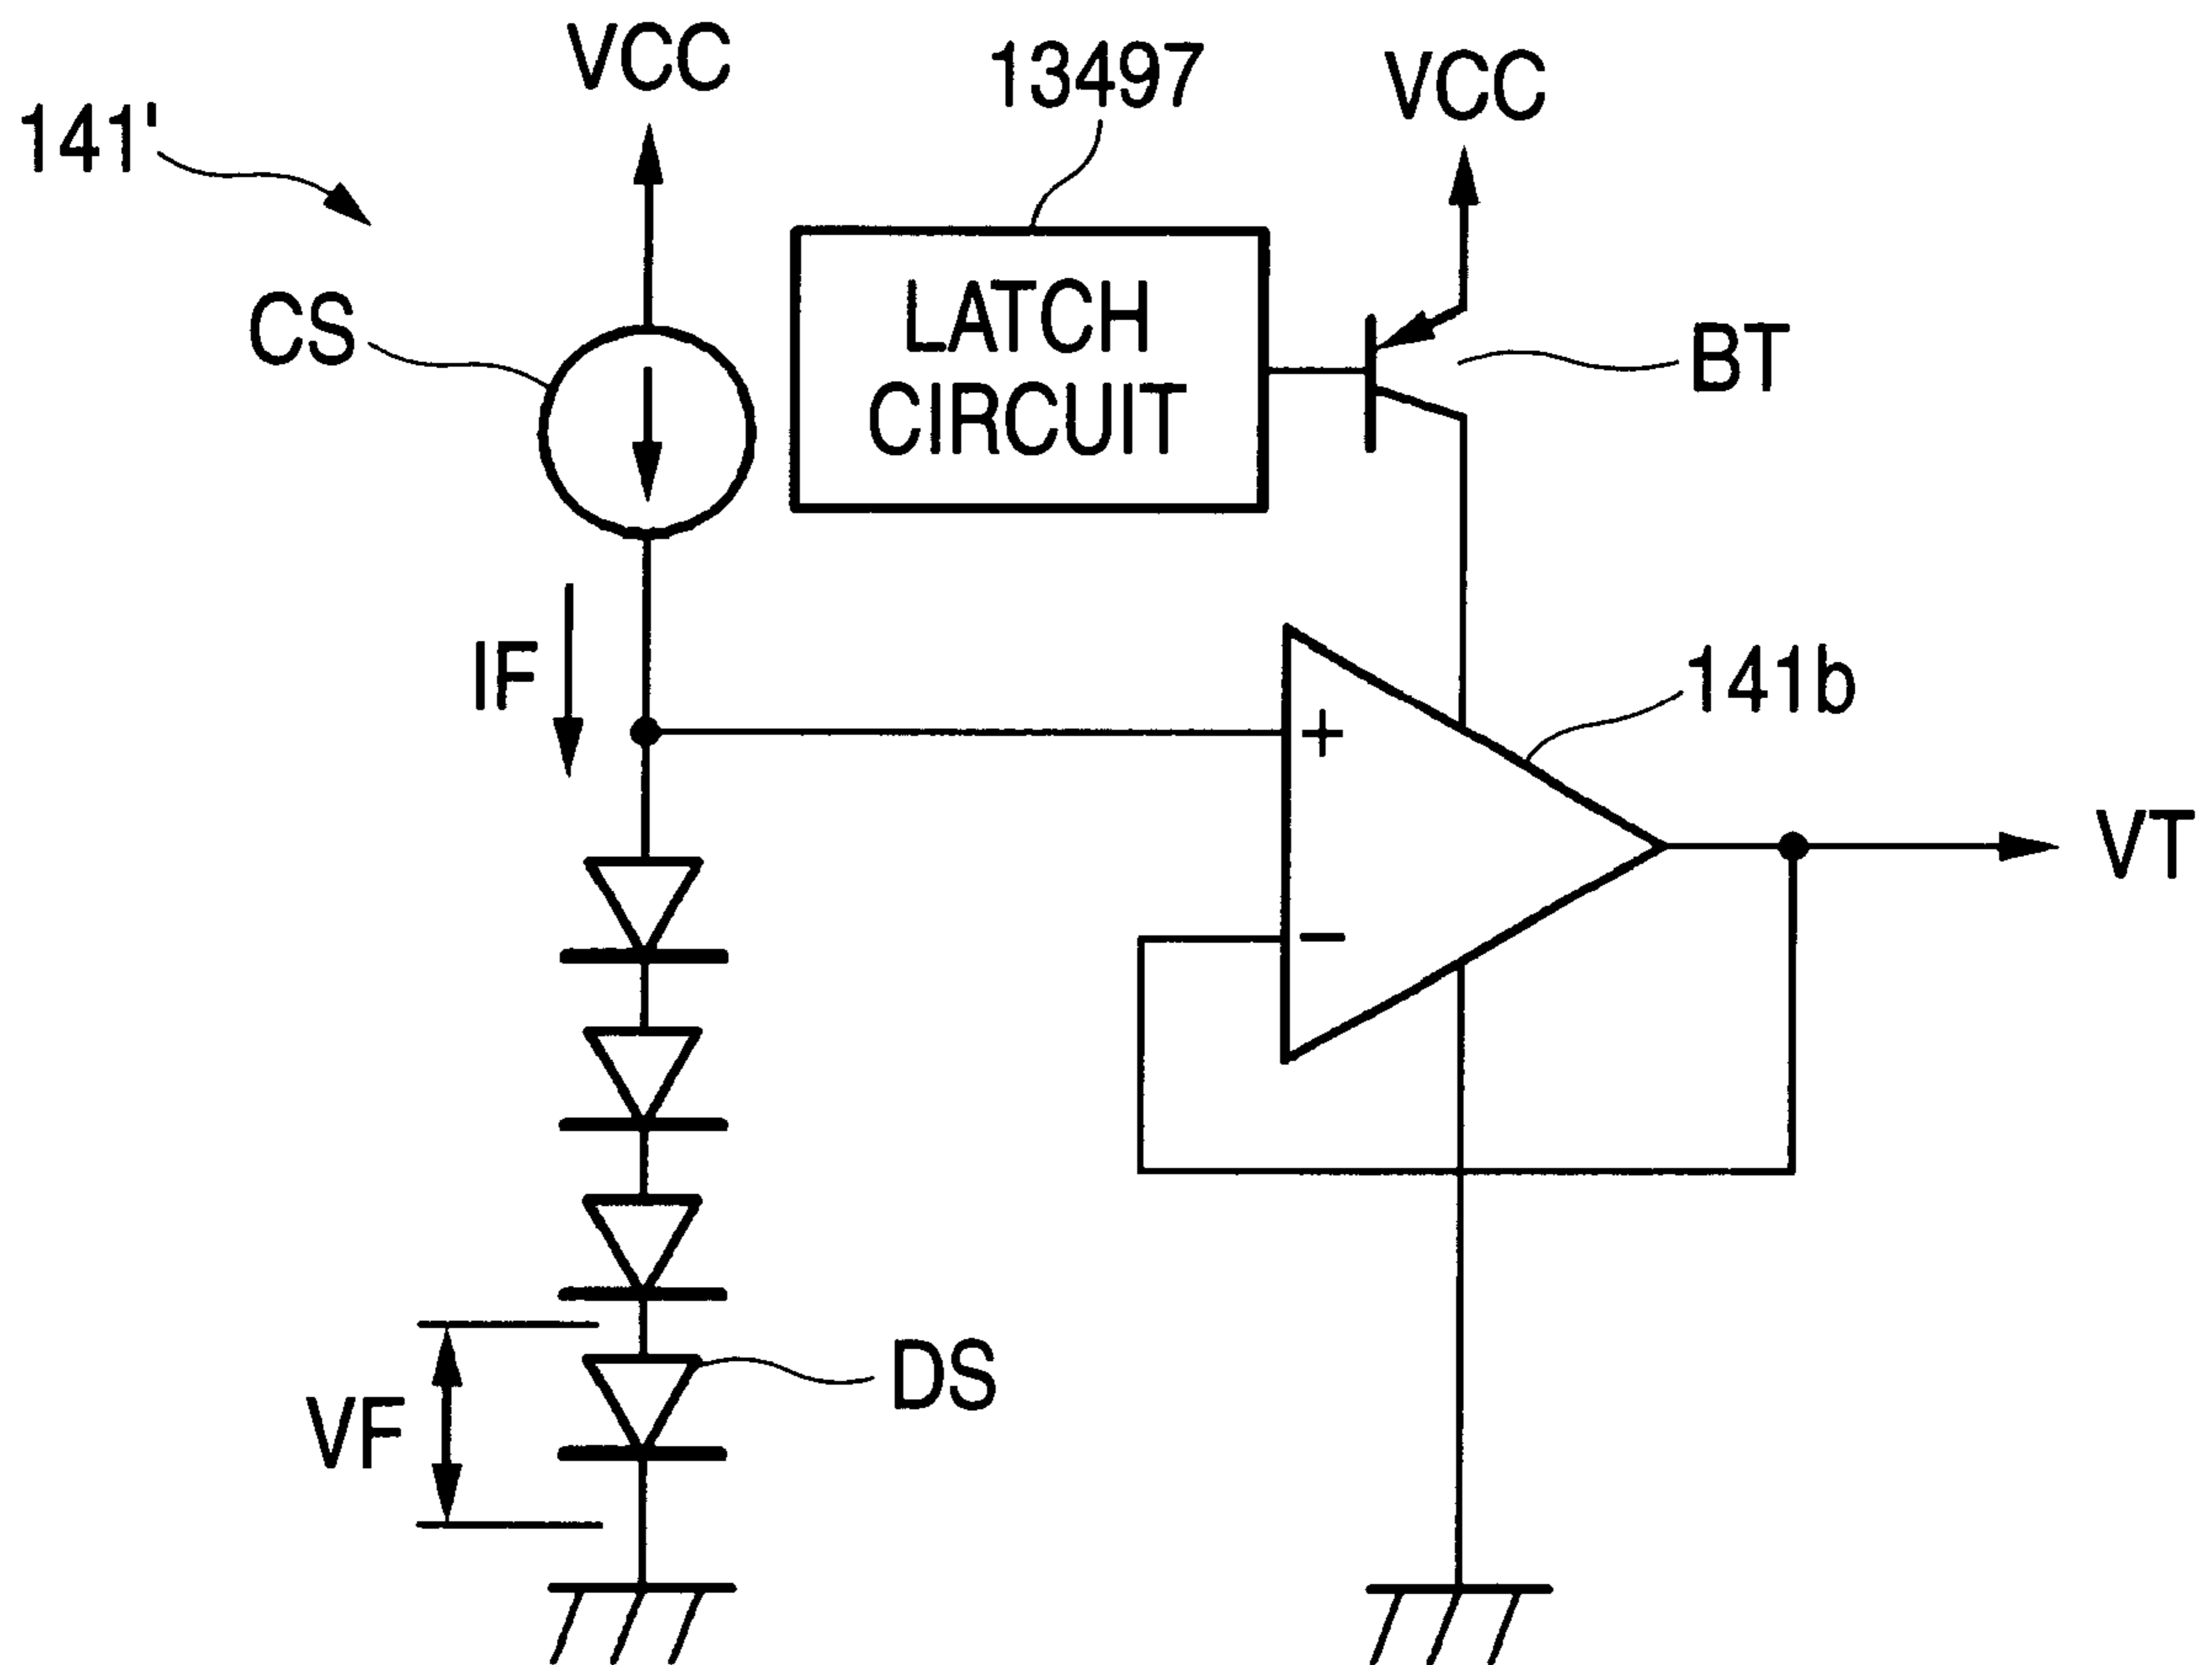 VCC
13497
VCC
141'
CS
LATCH
CIRCUIT
BT
IF
141b
+
VT
−
DS
VF